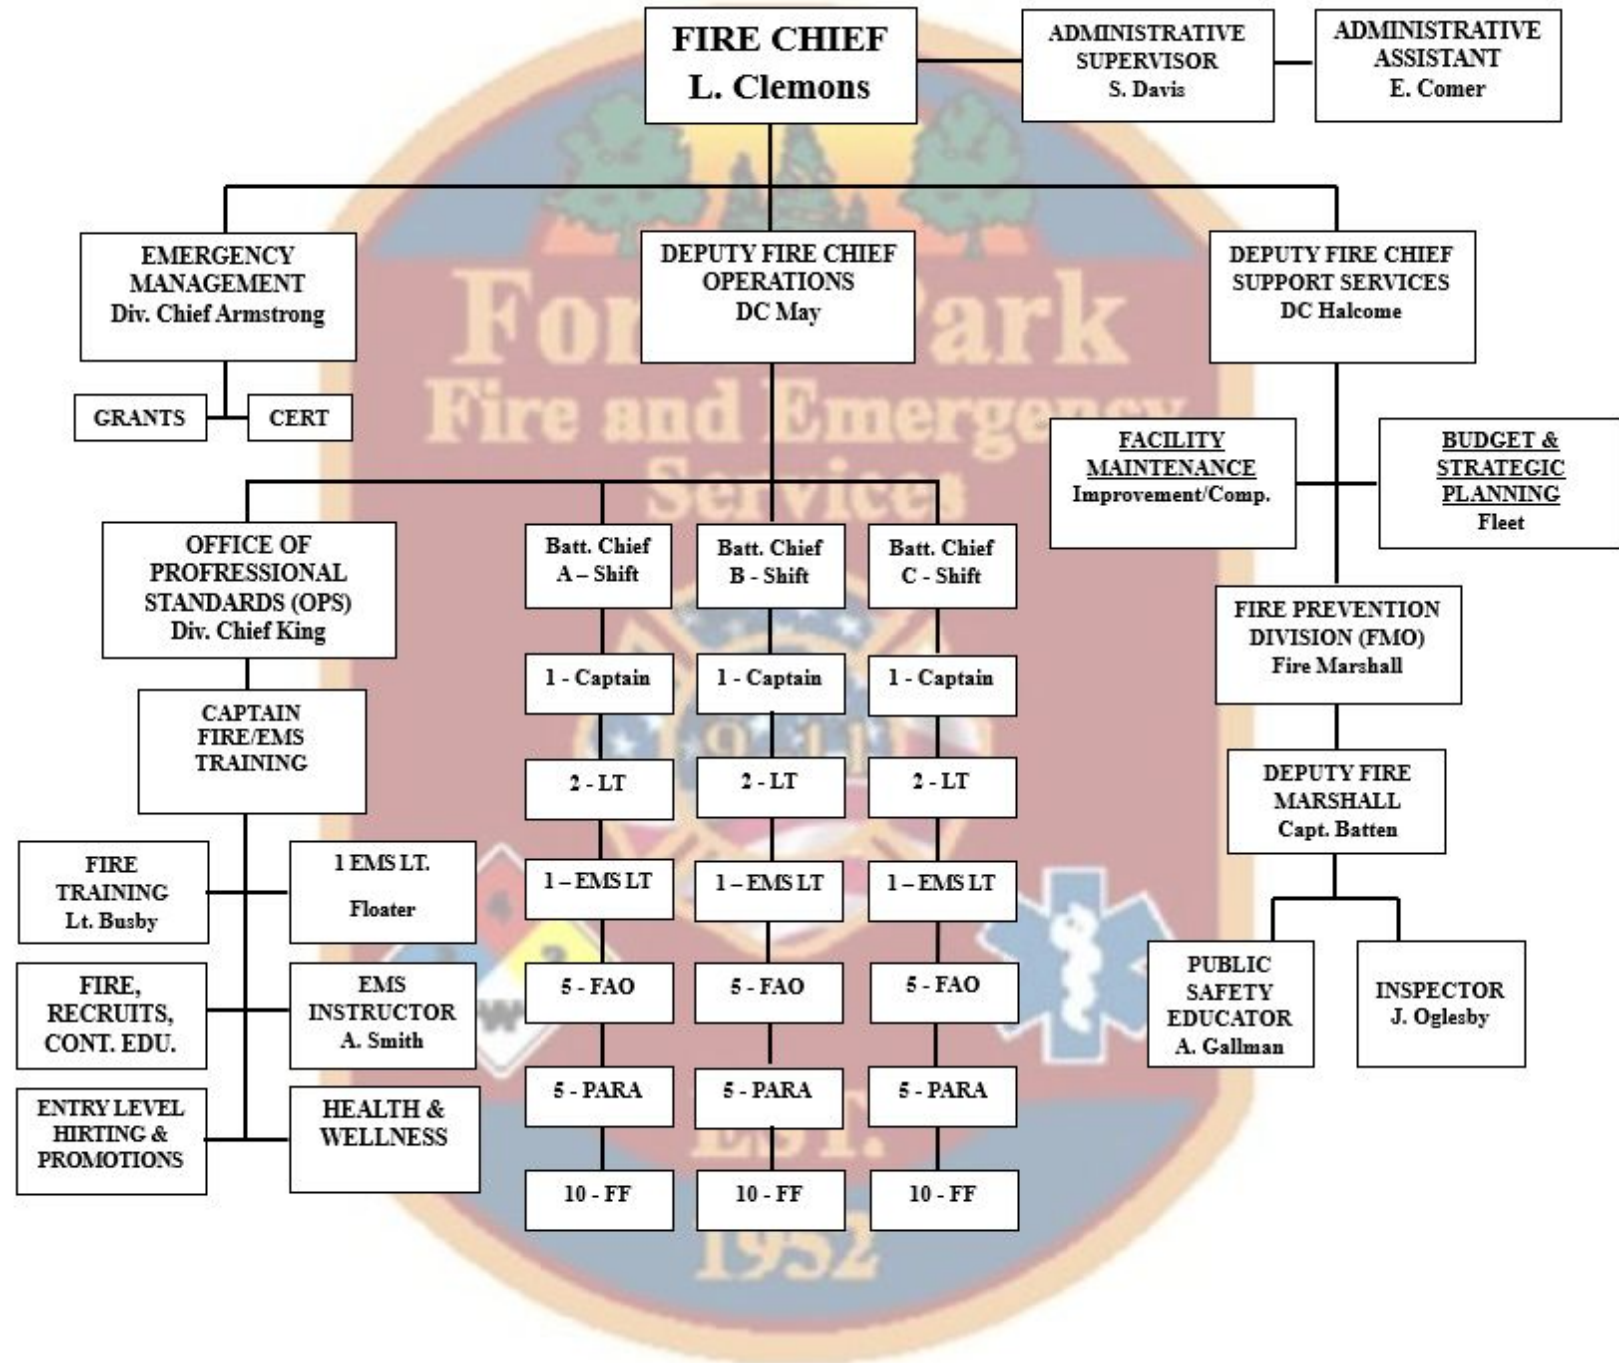 FIRE CHIEF
L. Clemons
ADMINISTRATIVE
SUPERVISOR
S. Davis
ADMINISTRATIVE
ASSISTANT
E. Comer
EMERGENCY
MANAGEMENT
Div. Chief Armstrong
DEPUTY FIRE CHIEF
OPERATIONS
DC May
DEPUTY FIRE CHIEF
SUPPORT SERVICES
DC Halcome
GRANTS
CERT
FACILITY
MAINTENANCE
Improvement/Comp.
BUDGET &
STRATEGIC
PLANNING
Fleet
OFFICE OF
PROFRESSIONAL
STANDARDS (OPS)
Div. Chief King
Batt. Chief
A – Shift
Batt. Chief
B - Shift
Batt. Chief
C - Shift
FIRE PREVENTION
DIVISION (FMO)
Fire Marshall
1 - Captain
1 - Captain
1 - Captain
CAPTAIN
FIRE/EMS
TRAINING
2 - LT
2 - LT
2 - LT
DEPUTY FIRE
MARSHALL
Capt. Batten
FIRE
TRAINING
Lt. Busby
1 EMS LT.
Floater
1 – EMS LT
1 – EMS LT
1 – EMS LT
FIRE,
RECRUITS,
CONT. EDU.
EMS
INSTRUCTOR
A. Smith
5 - FAO
5 - FAO
5 - FAO
PUBLIC
SAFETY
EDUCATOR
A. Gallman
INSPECTOR
J. Oglesby
ENTRY LEVEL
HIRTING &
PROMOTIONS
HEALTH &
WELLNESS
5 - PARA
5 - PARA
5 - PARA
10 - FF
10 - FF
10 - FF
Fire and Emergency
Services
9 11
4
W
EST.
1952